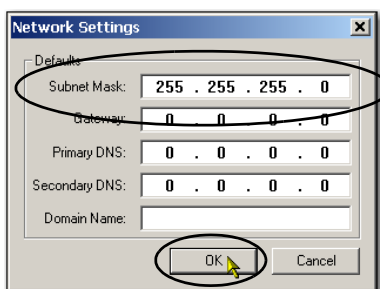 Network Settings
Defaults
Subnet Mask: 255 . 255 . 255 . 0
Gateway: 0 . 0 . 0 . 0
Primary DNS: 0 . 0 . 0 . 0
Secondary DNS: 0 . 0 . 0 . 0
Domain Name:
OK Cancel